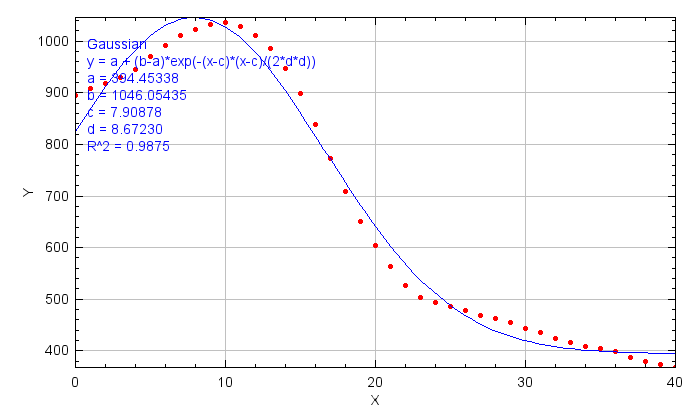 Gaussian
y = a + (b-a)*exp(-(x-c)*(x-c)/(2*d*d))
a = 394.45338
b = 1046.05435
c = 7.90878
d = 8.67230
R^2 = 0.9875
1000
900
800
700
600
500
400
Y
0 10 20 30 40
X